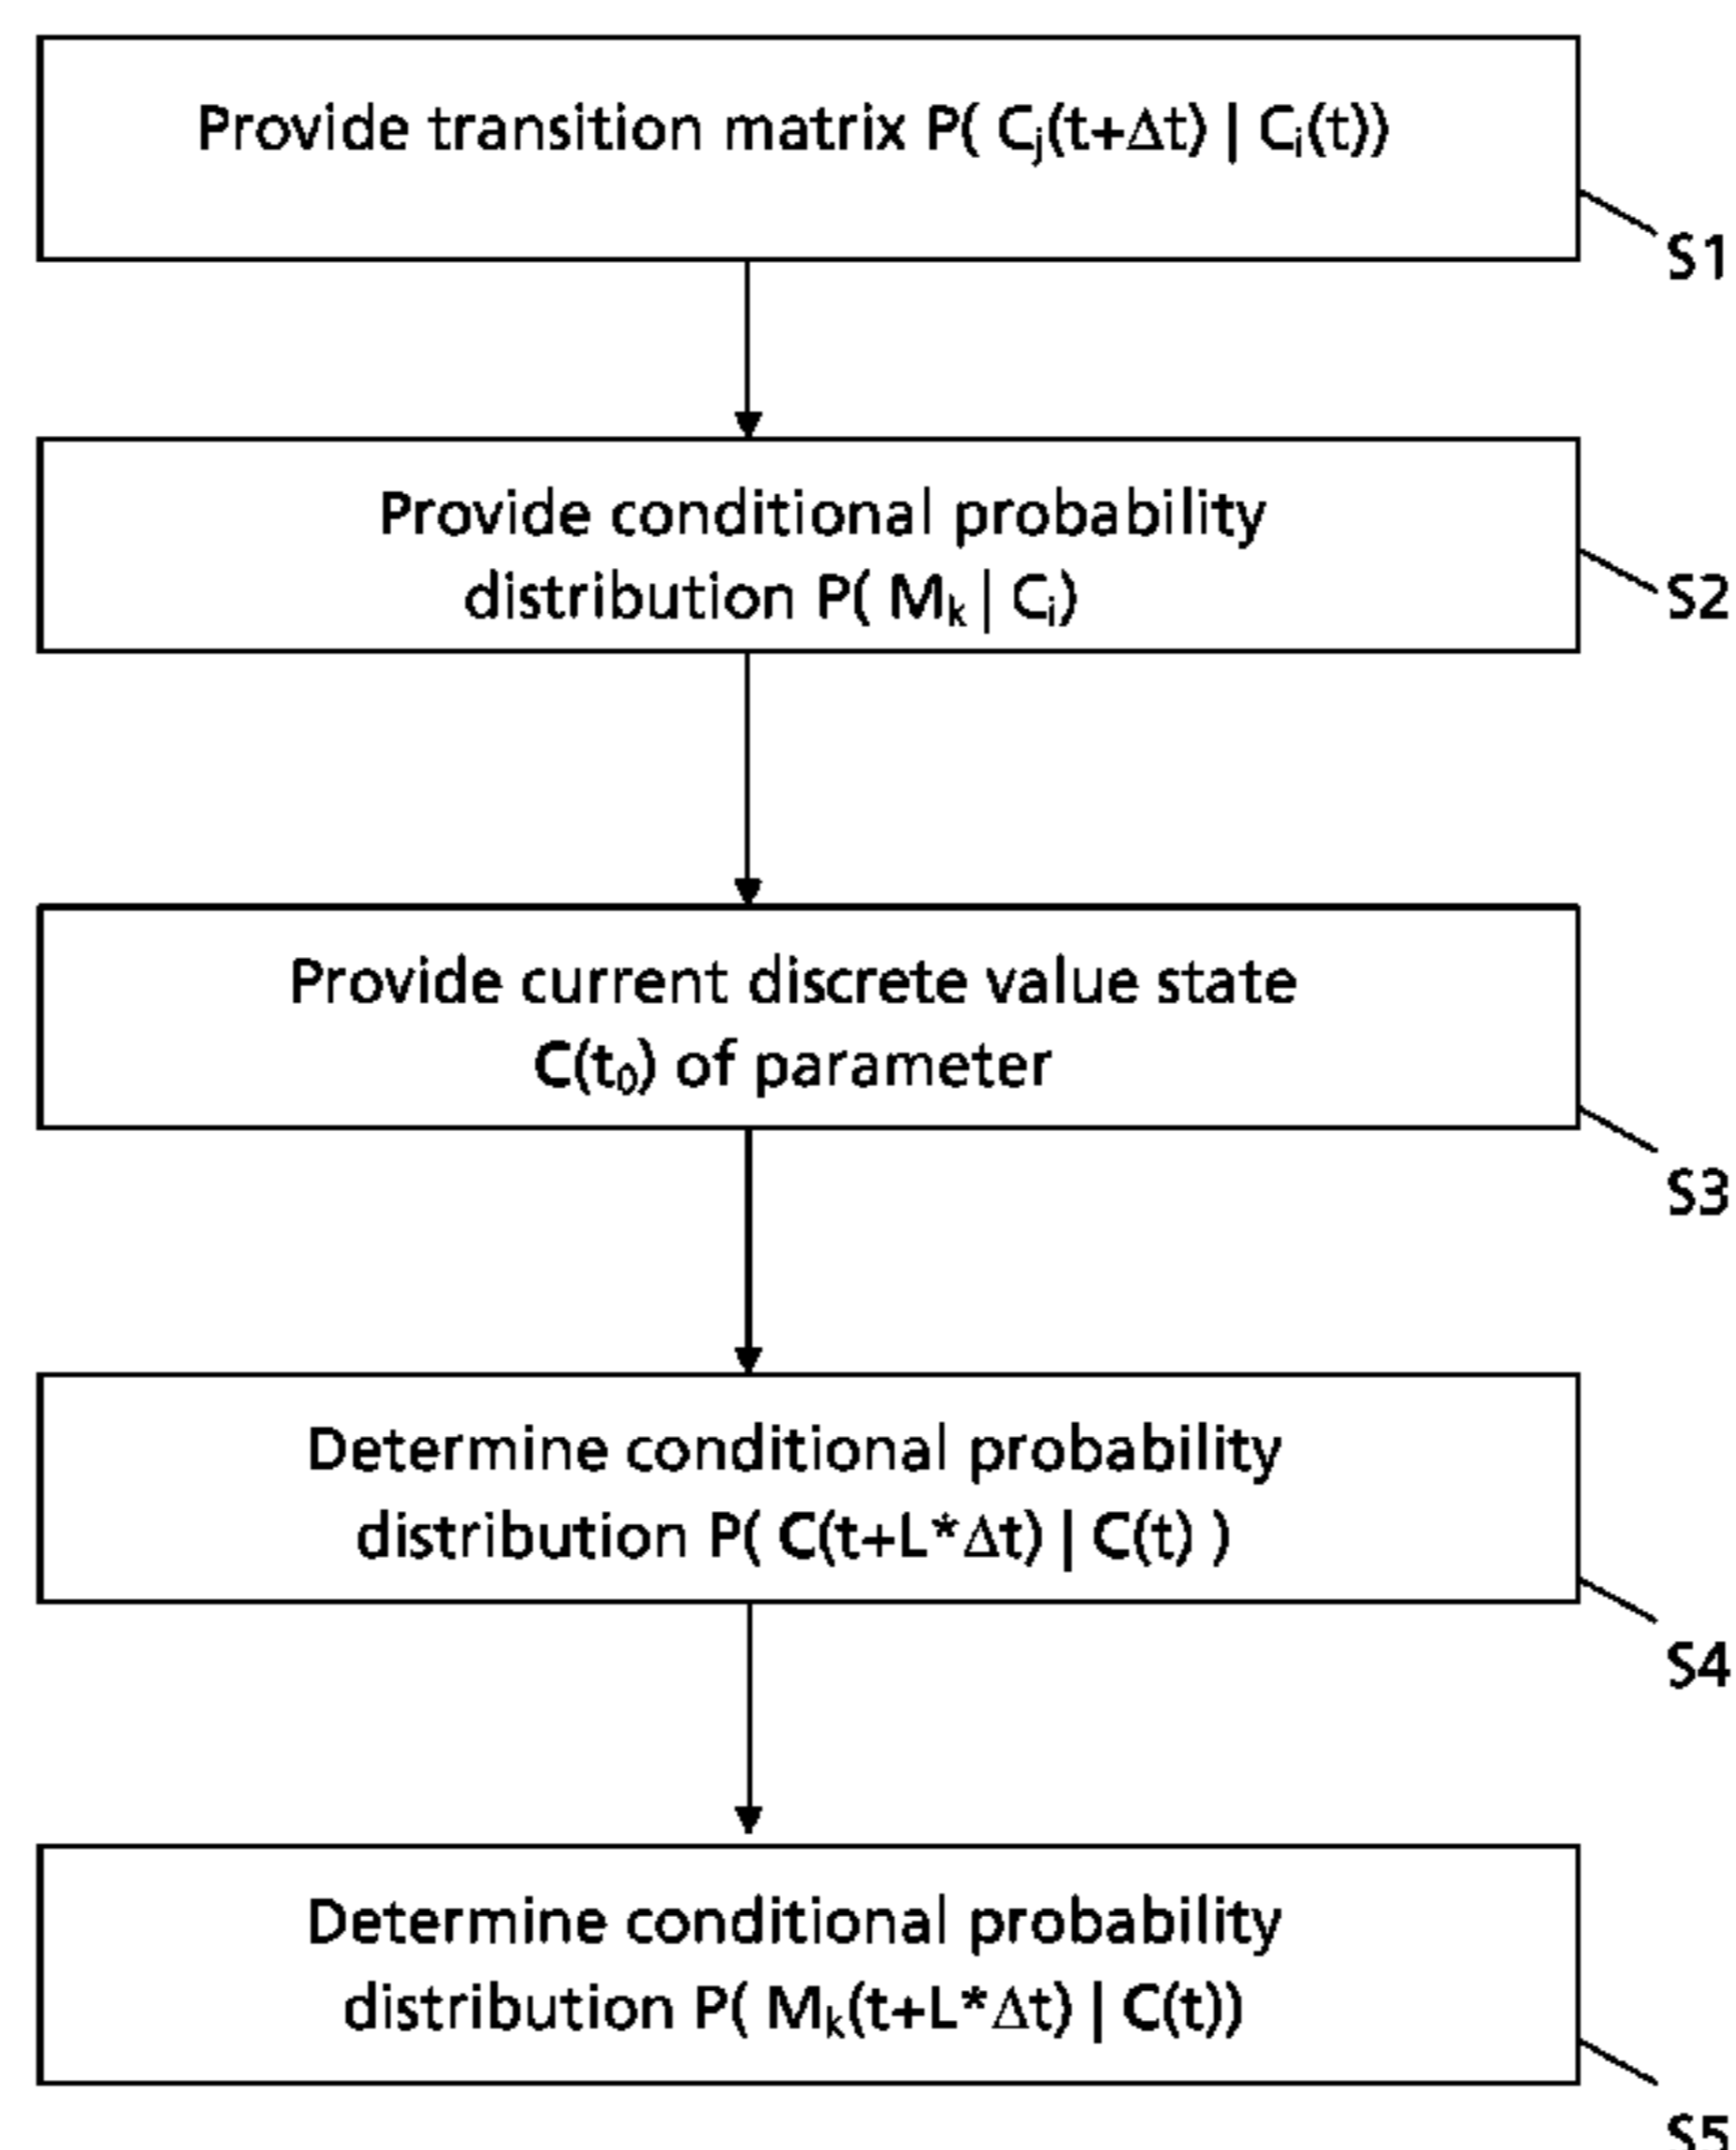 Provide transition matrix P( Cⱼ(t+Δt) | Cᵢ(t))
S1
Provide conditional probability
distribution P( Mₖ | Cᵢ)
S2
Provide current discrete value state
C(t₀) of parameter
S3
Determine conditional probability
distribution P( C(t+L*Δt) | C(t) )
S4
Determine conditional probability
distribution P( Mₖ(t+L*Δt) | C(t))
S5